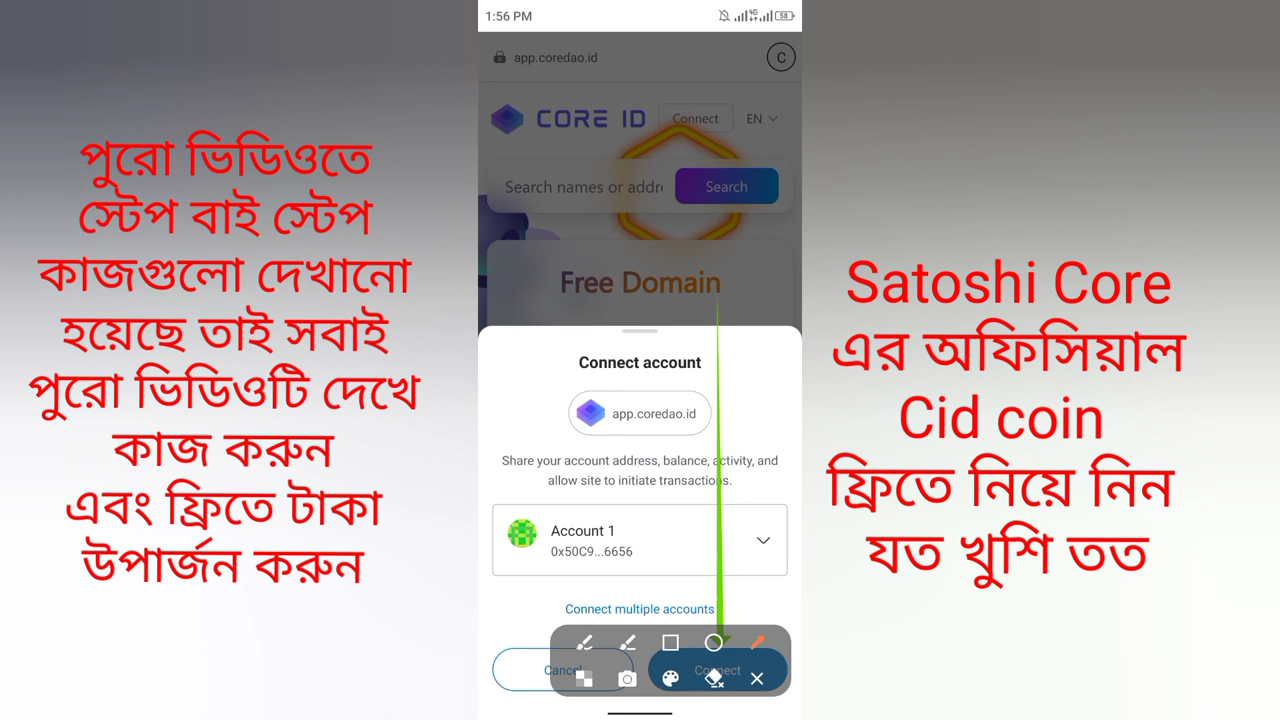 পুরো ভিডিওতে
স্টেপ বাই স্টেপ
কাজগুলো দেখানো
হয়েছে তাই সবাই
পুরো ভিডিওটি দেখে
কাজ করুন
এবং ফ্রিতে টাকা
উপার্জন করুন
1:56 PM
4G
58
app.coredao.id
C
CORE ID
Connect
EN
Search names or addre
Search
Free Domain
Connect account
app.coredao.id
Share your account address, balance, activity, and
allow site to initiate transactions.
Account 1
0x50C9...6656
Connect multiple accounts
Cancel
Connect
Satoshi Core
এর অফিসিয়াল
Cid coin
ফ্রিতে নিয়ে নিন
যত খুশি তত